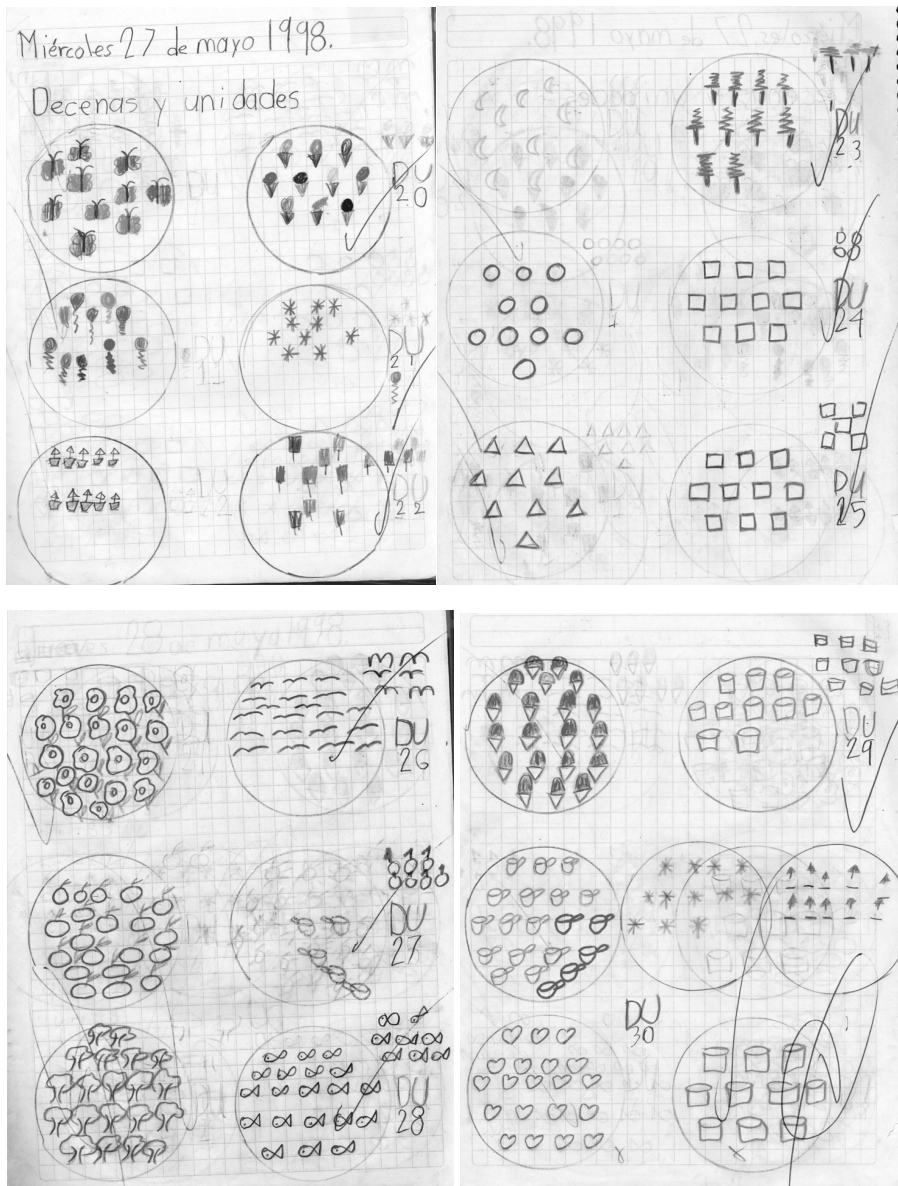 Miércoles 27 de mayo 1998.
Decenas y unidades
DU
20
DU
21
DU
22
DU
23
DU
24
DU
25
DU
26
DU
27
DU
28
DU
29
DU
30